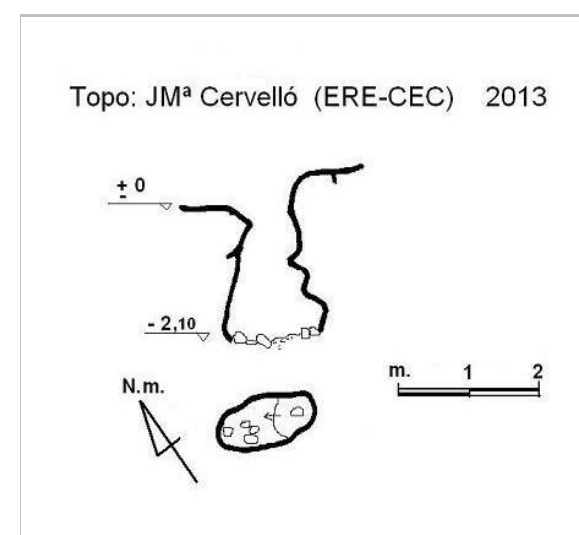 Topo: JMª Cervelló (ERE-CEC) 2013
± 0
- 2,10
m. 1 2
N.m.